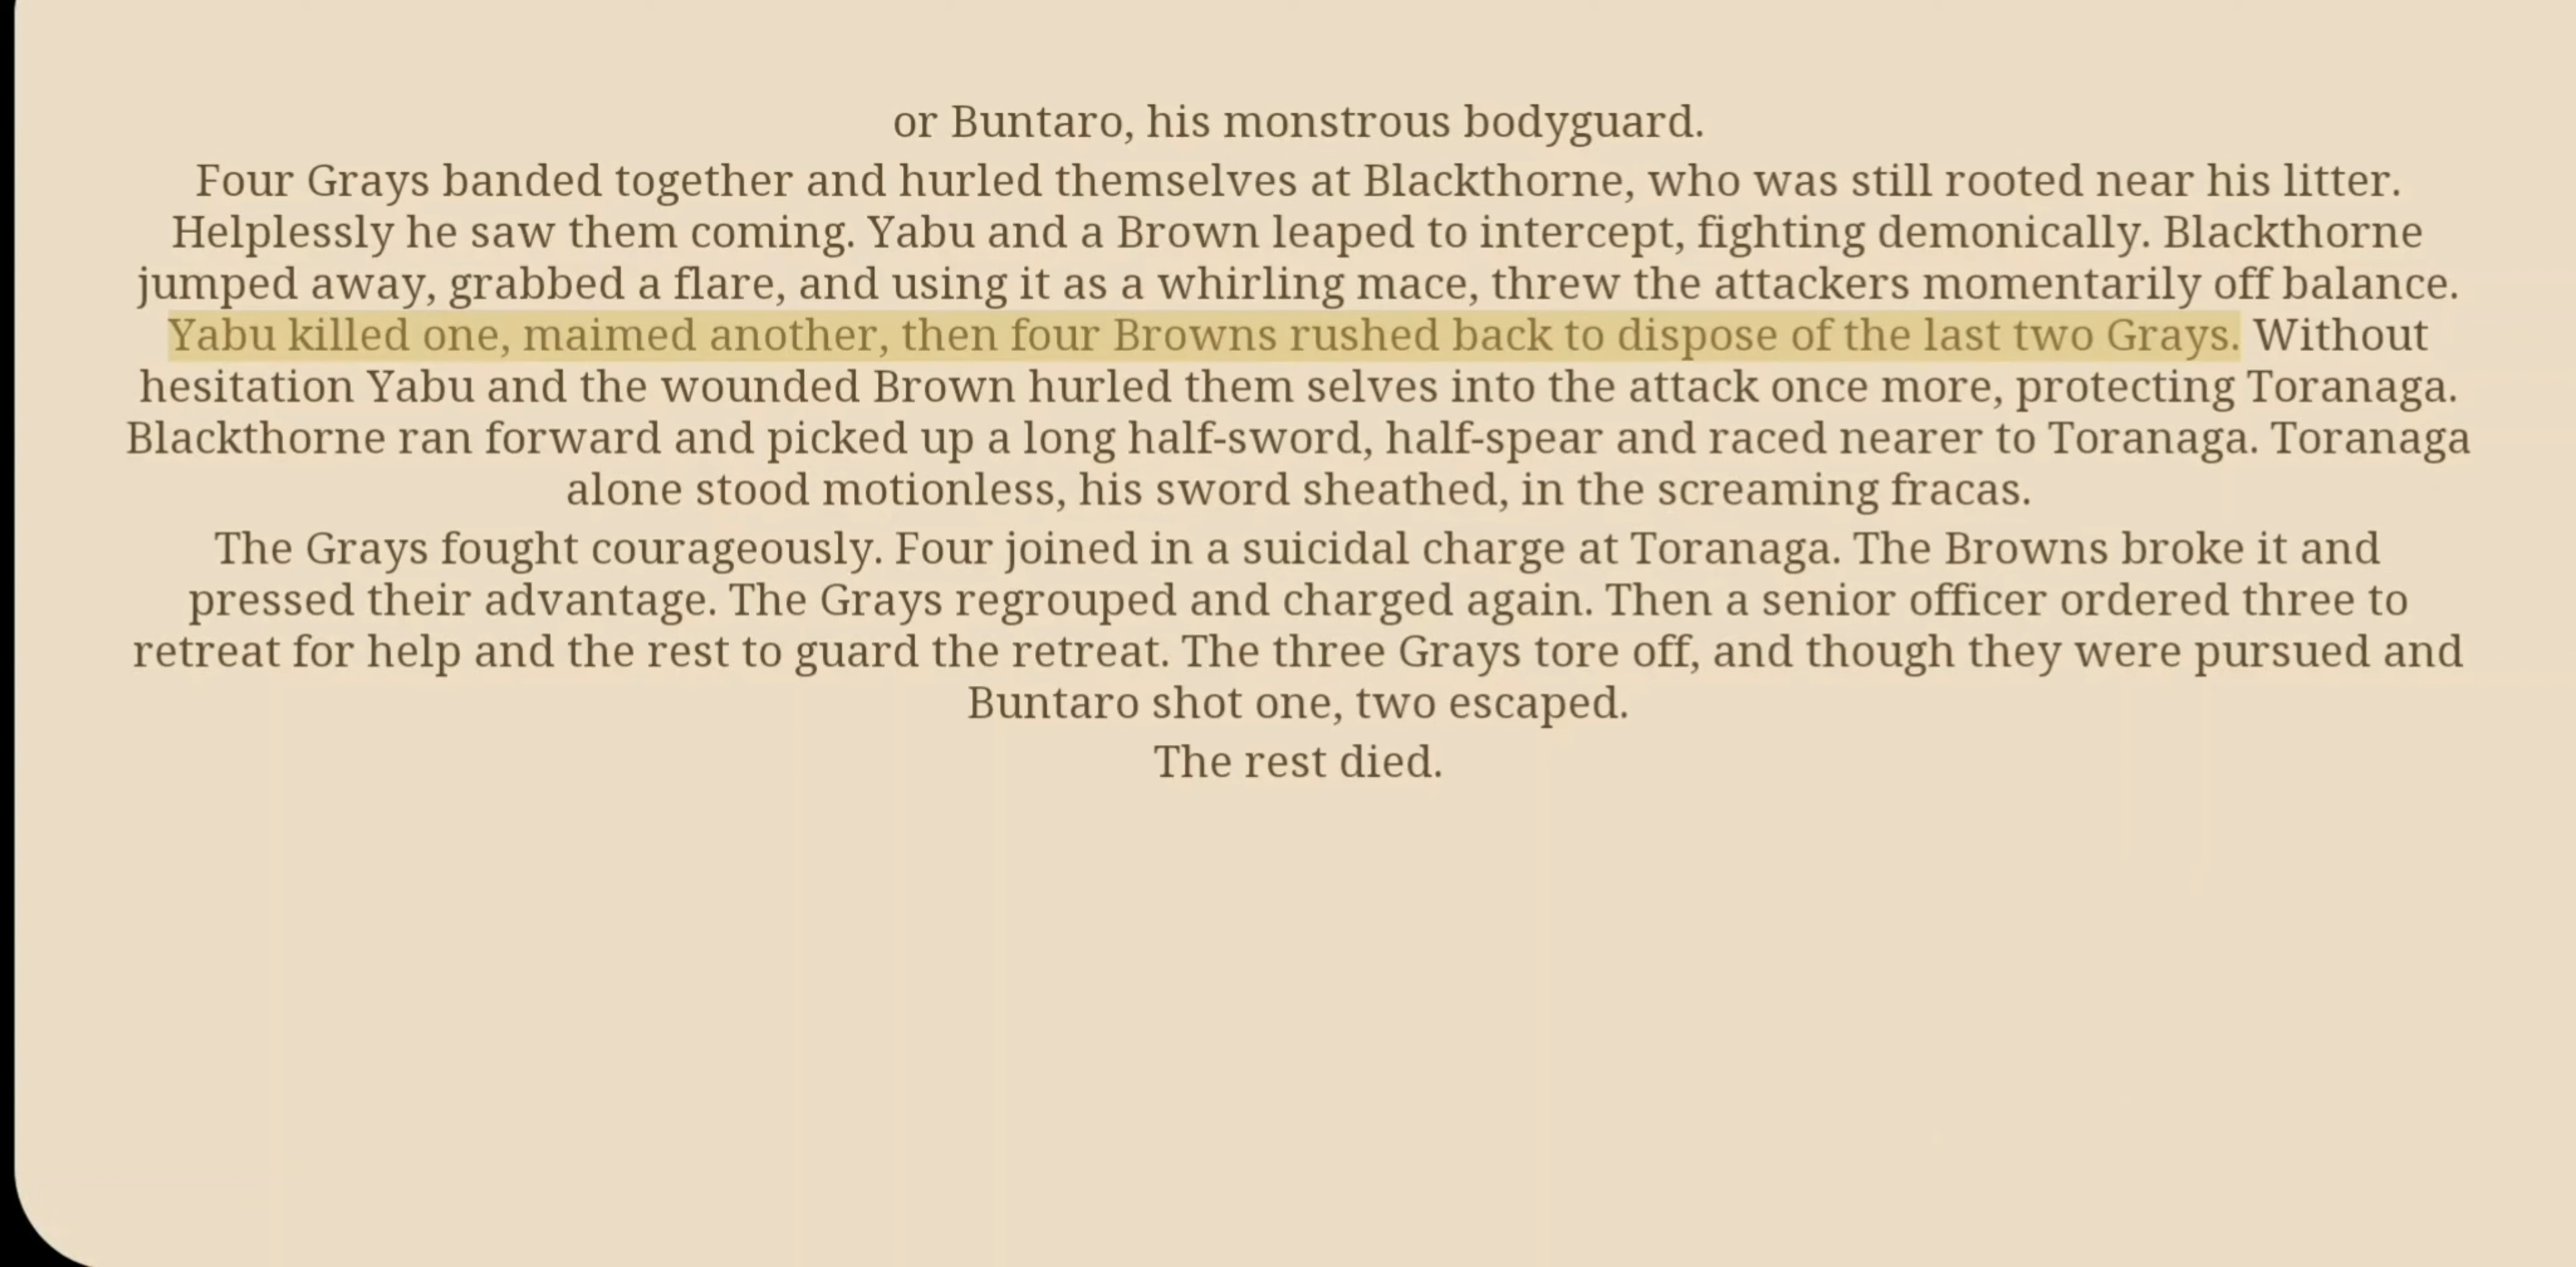 or Buntaro, his monstrous bodyguard.
Four Grays banded together and hurled themselves at Blackthorne, who was still rooted near his litter.
Helplessly he saw them coming. Yabu and a Brown leaped to intercept, fighting demonically. Blackthorne
jumped away, grabbed a flare, and using it as a whirling mace, threw the attackers momentarily off balance.
Yabu killed one, maimed another, then four Browns rushed back to dispose of the last two Grays. Without
hesitation Yabu and the wounded Brown hurled them selves into the attack once more, protecting Toranaga.
Blackthorne ran forward and picked up a long half-sword, half-spear and raced nearer to Toranaga. Toranaga
alone stood motionless, his sword sheathed, in the screaming fracas.
The Grays fought courageously. Four joined in a suicidal charge at Toranaga. The Browns broke it and
pressed their advantage. The Grays regrouped and charged again. Then a senior officer ordered three to
retreat for help and the rest to guard the retreat. The three Grays tore off, and though they were pursued and
Buntaro shot one, two escaped.
The rest died.